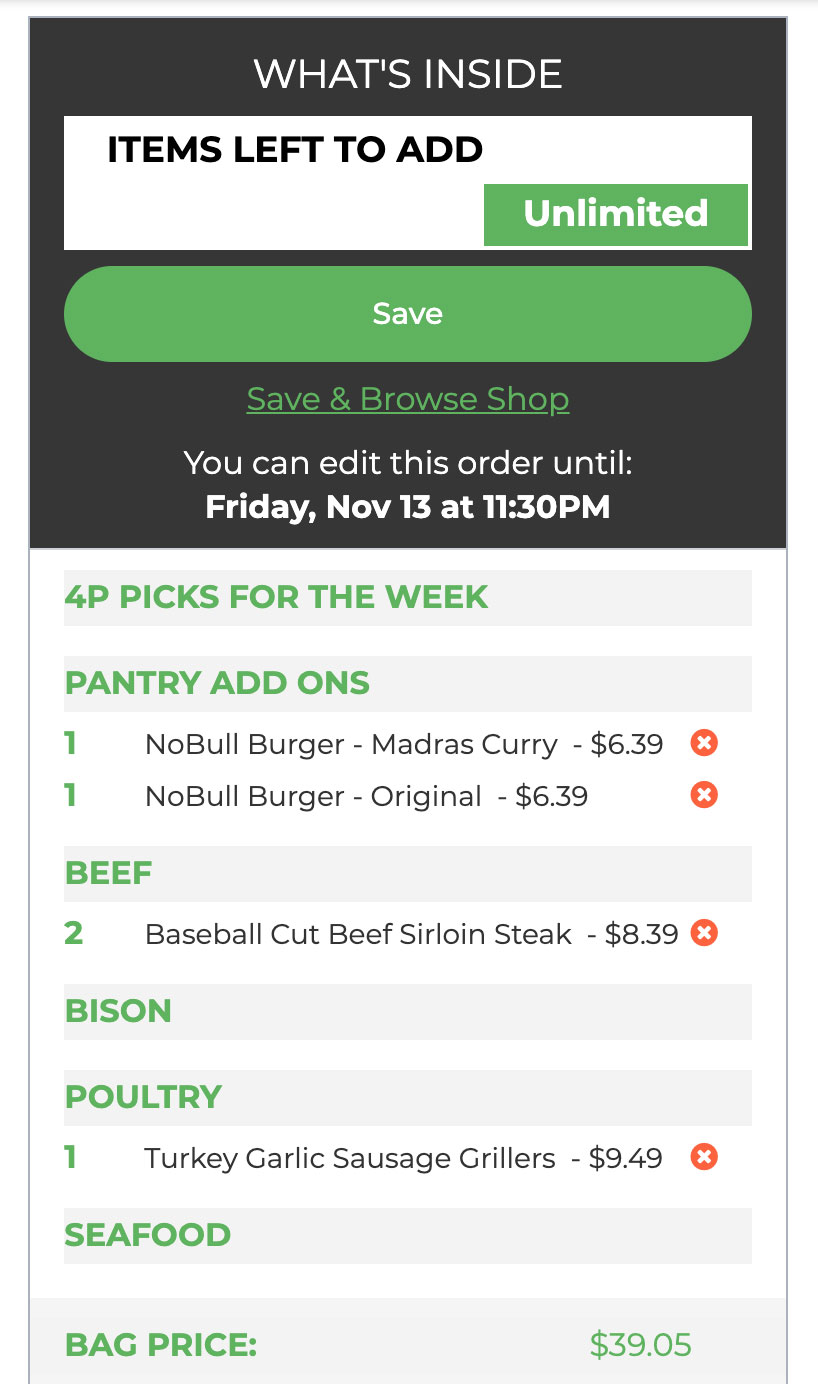 WHAT'S INSIDE
ITEMS LEFT TO ADD
Unlimited
Save
Save & Browse Shop
You can edit this order until:
Friday, Nov 13 at 11:30PM
4P PICKS FOR THE WEEK
PANTRY ADD ONS
1 NoBull Burger - Madras Curry - $6.39
1 NoBull Burger - Original - $6.39
BEEF
2 Baseball Cut Beef Sirloin Steak - $8.39
BISON
POULTRY
1 Turkey Garlic Sausage Grillers - $9.49
SEAFOOD
BAG PRICE: $39.05